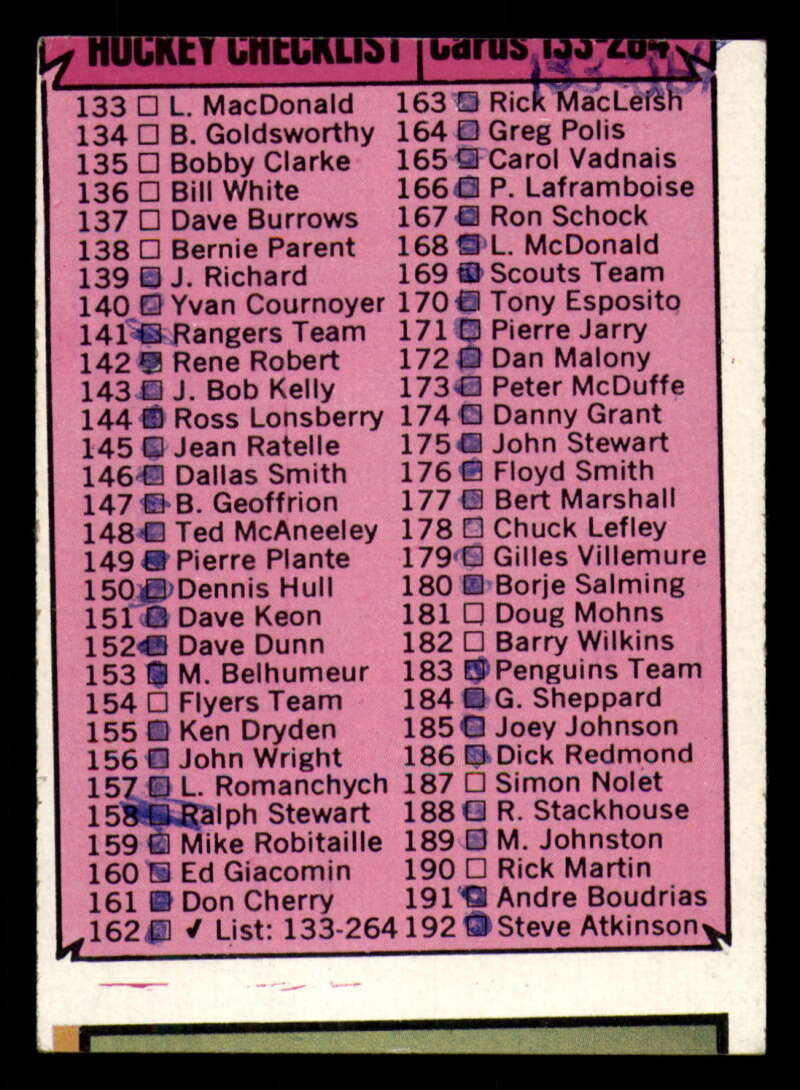 HOCKEY CHECKLIST | Cards 133-264
133-264
133 □ L. MacDonald
134 □ B. Goldsworthy
135 □ Bobby Clarke
136 □ Bill White
137 □ Dave Burrows
138 □ Bernie Parent
139 □ J. Richard
140 □ Yvan Cournoyer
141 □ Rangers Team
142 □ Rene Robert
143 □ J. Bob Kelly
144 □ Ross Lonsberry
145 □ Jean Ratelle
146 □ Dallas Smith
147 □ B. Geoffrion
148 □ Ted McAneeley
149 □ Pierre Plante
150 □ Dennis Hull
151 □ Dave Keon
152 □ Dave Dunn
153 □ M. Belhumeur
154 □ Flyers Team
155 □ Ken Dryden
156 □ John Wright
157 □ L. Romanchych
158 □ Ralph Stewart
159 □ Mike Robitaille
160 □ Ed Giacomin
161 □ Don Cherry
162 □ ✓ List: 133-264
163 □ Rick MacLeish
164 □ Greg Polis
165 □ Carol Vadnais
166 □ P. Laframboise
167 □ Ron Schock
168 □ L. McDonald
169 □ Scouts Team
170 □ Tony Esposito
171 □ Pierre Jarry
172 □ Dan Malony
173 □ Peter McDuffe
174 □ Danny Grant
175 □ John Stewart
176 □ Floyd Smith
177 □ Bert Marshall
178 □ Chuck Lefley
179 □ Gilles Villemure
180 □ Borje Salming
181 □ Doug Mohns
182 □ Barry Wilkins
183 □ Penguins Team
184 □ G. Sheppard
185 □ Joey Johnson
186 □ Dick Redmond
187 □ Simon Nolet
188 □ R. Stackhouse
189 □ M. Johnston
190 □ Rick Martin
191 □ Andre Boudrias
192 □ Steve Atkinson